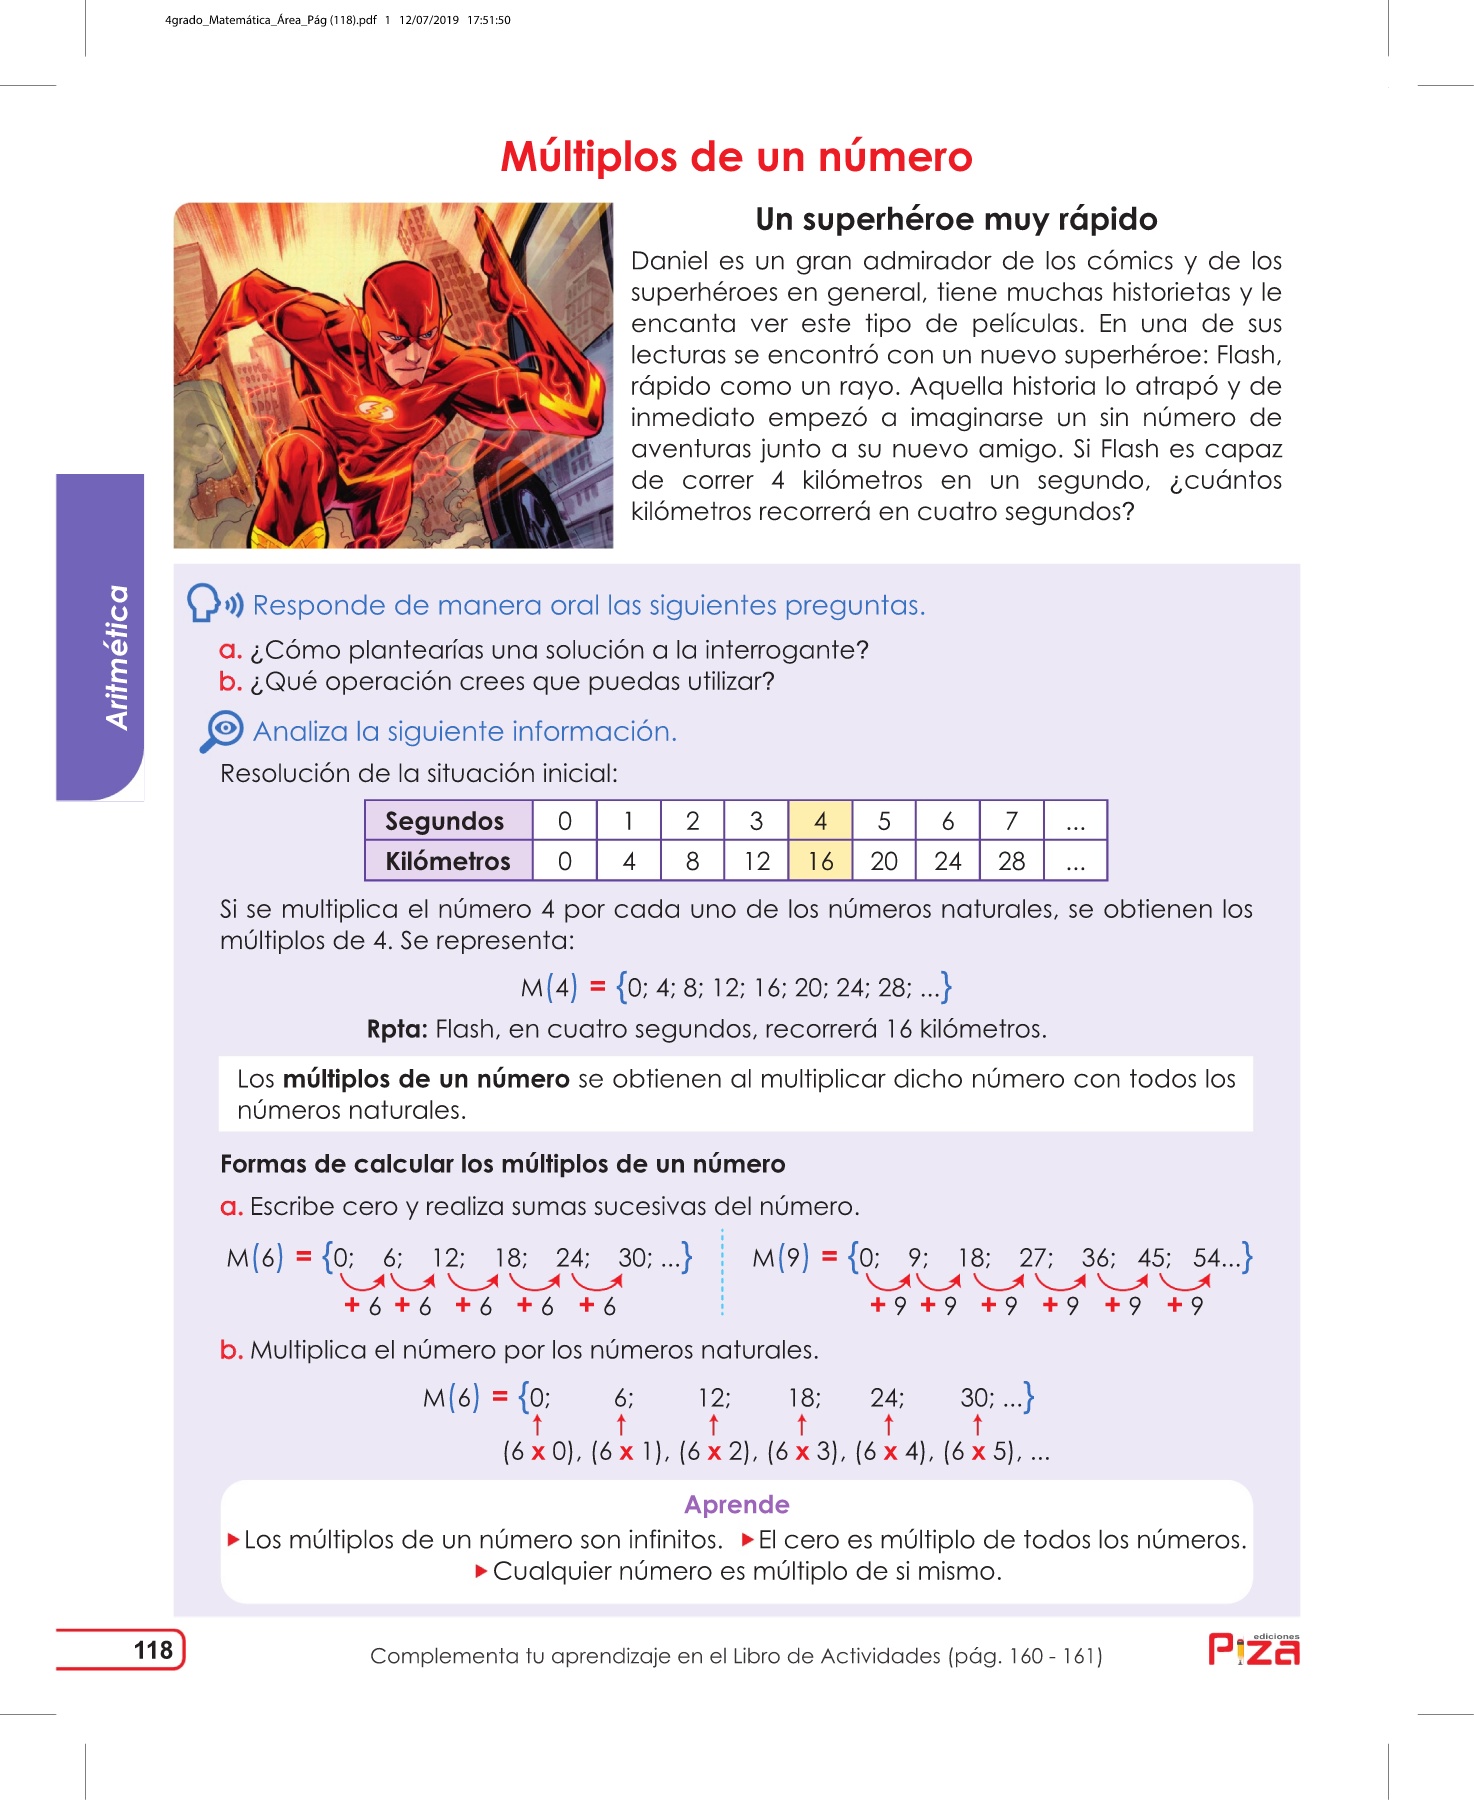 4grado_Matemática_Área_Pág (118).pdf 1 12/07/2019 17:51:50
Múltiplos de un número
Un superhéroe muy rápido
Daniel es un gran admirador de los cómics y de los
superhéroes en general, tiene muchas historietas y le
encanta ver este tipo de películas. En una de sus
lecturas se encontró con un nuevo superhéroe: Flash,
rápido como un rayo. Aquella historia lo atrapó y de
inmediato empezó a imaginarse un sin número de
aventuras junto a su nuevo amigo. Si Flash es capaz
de correr 4 kilómetros en un segundo, ¿cuántos
kilómetros recorrerá en cuatro segundos?
Aritmética
Responde de manera oral las siguientes preguntas.
a. ¿Cómo plantearías una solución a la interrogante?
b. ¿Qué operación crees que puedas utilizar?
Analiza la siguiente información.
Resolución de la situación inicial:
Segundos 0 1 2 3 4 5 6 7 ...
Kilómetros 0 4 8 12 16 20 24 28 ...
Si se multiplica el número 4 por cada uno de los números naturales, se obtienen los
múltiplos de 4. Se representa:
M(4) = {0; 4; 8; 12; 16; 20; 24; 28; ...}
Rpta: Flash, en cuatro segundos, recorrerá 16 kilómetros.
Los múltiplos de un número se obtienen al multiplicar dicho número con todos los
números naturales.
Formas de calcular los múltiplos de un número
a. Escribe cero y realiza sumas sucesivas del número.
M(6) = {0; 6; 12; 18; 24; 30; ...}
+ 6 + 6 + 6 + 6 + 6
M(9) = {0; 9; 18; 27; 36; 45; 54...}
+ 9 + 9 + 9 + 9 + 9 + 9
b. Multiplica el número por los números naturales.
M(6) = {0; 6; 12; 18; 24; 30; ...}
(6 x 0), (6 x 1), (6 x 2), (6 x 3), (6 x 4), (6 x 5), ...
Aprende
Los múltiplos de un número son infinitos. El cero es múltiplo de todos los números.
Cualquier número es múltiplo de si mismo.
118
Complementa tu aprendizaje en el Libro de Actividades (pág. 160 - 161)
ediciones
Piza